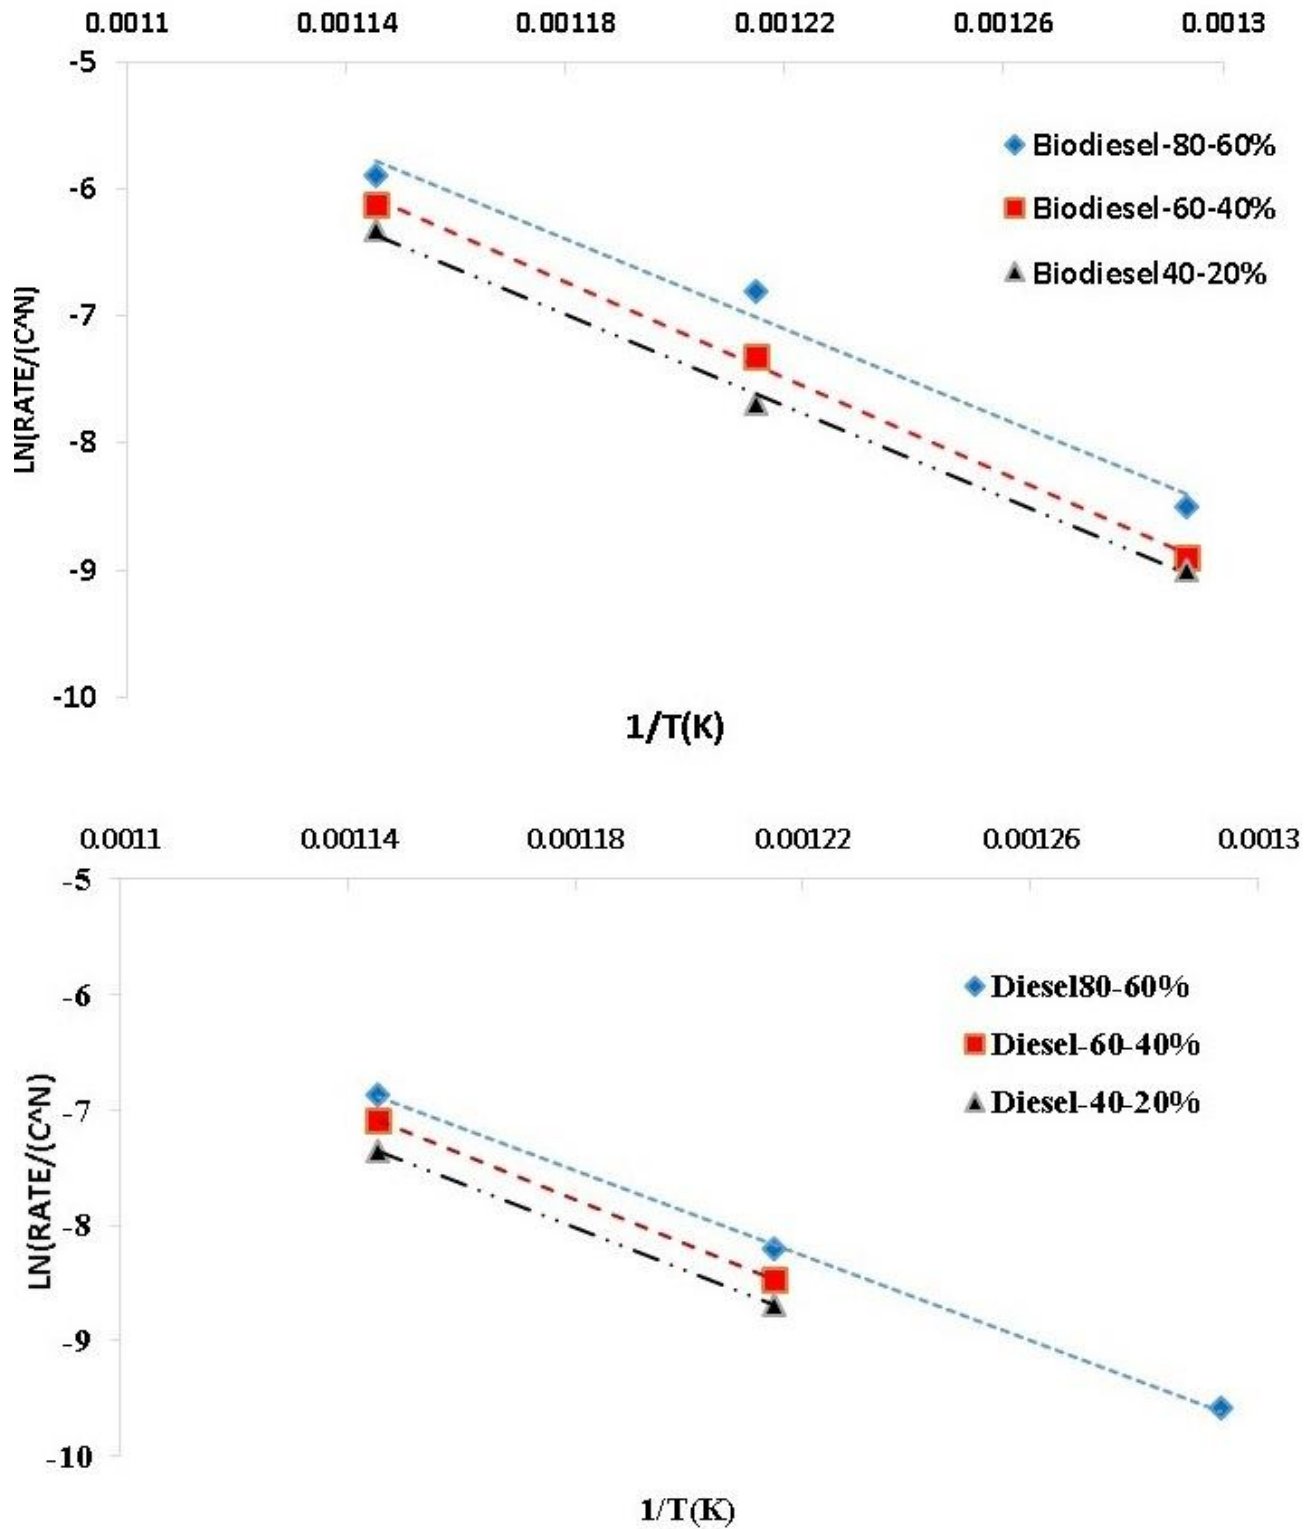 0.0011 0.00114 0.00118 0.00122 0.00126 0.0013
-5
Biodiesel-80-60%
-6
Biodiesel-60-40%
Biodiesel40-20%
-7
LN(RATE/(C^N)
-8
-9
-10
1/T(K)
0.0011 0.00114 0.00118 0.00122 0.00126 0.0013
-5
Diesel80-60%
-6
Diesel-60-40%
Diesel-40-20%
-7
LN(RATE/(C^N)
-8
-9
-10
1/T(K)